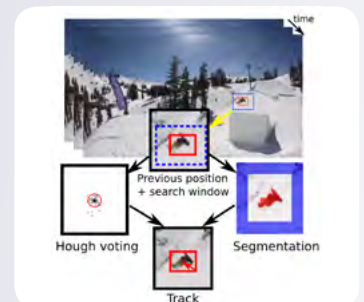 time
Previous position
+ search window
Hough voting
Segmentation
Track